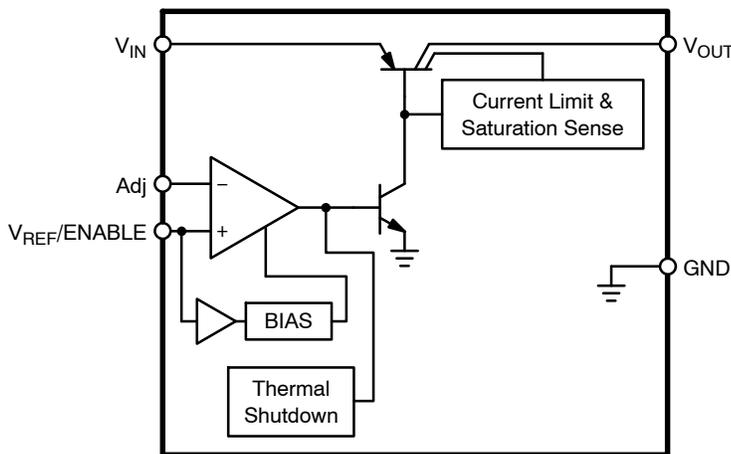 V_IN
V_OUT
Current Limit &
Saturation Sense
Adj
−
V_REF/ENABLE
+
GND
BIAS
Thermal
Shutdown